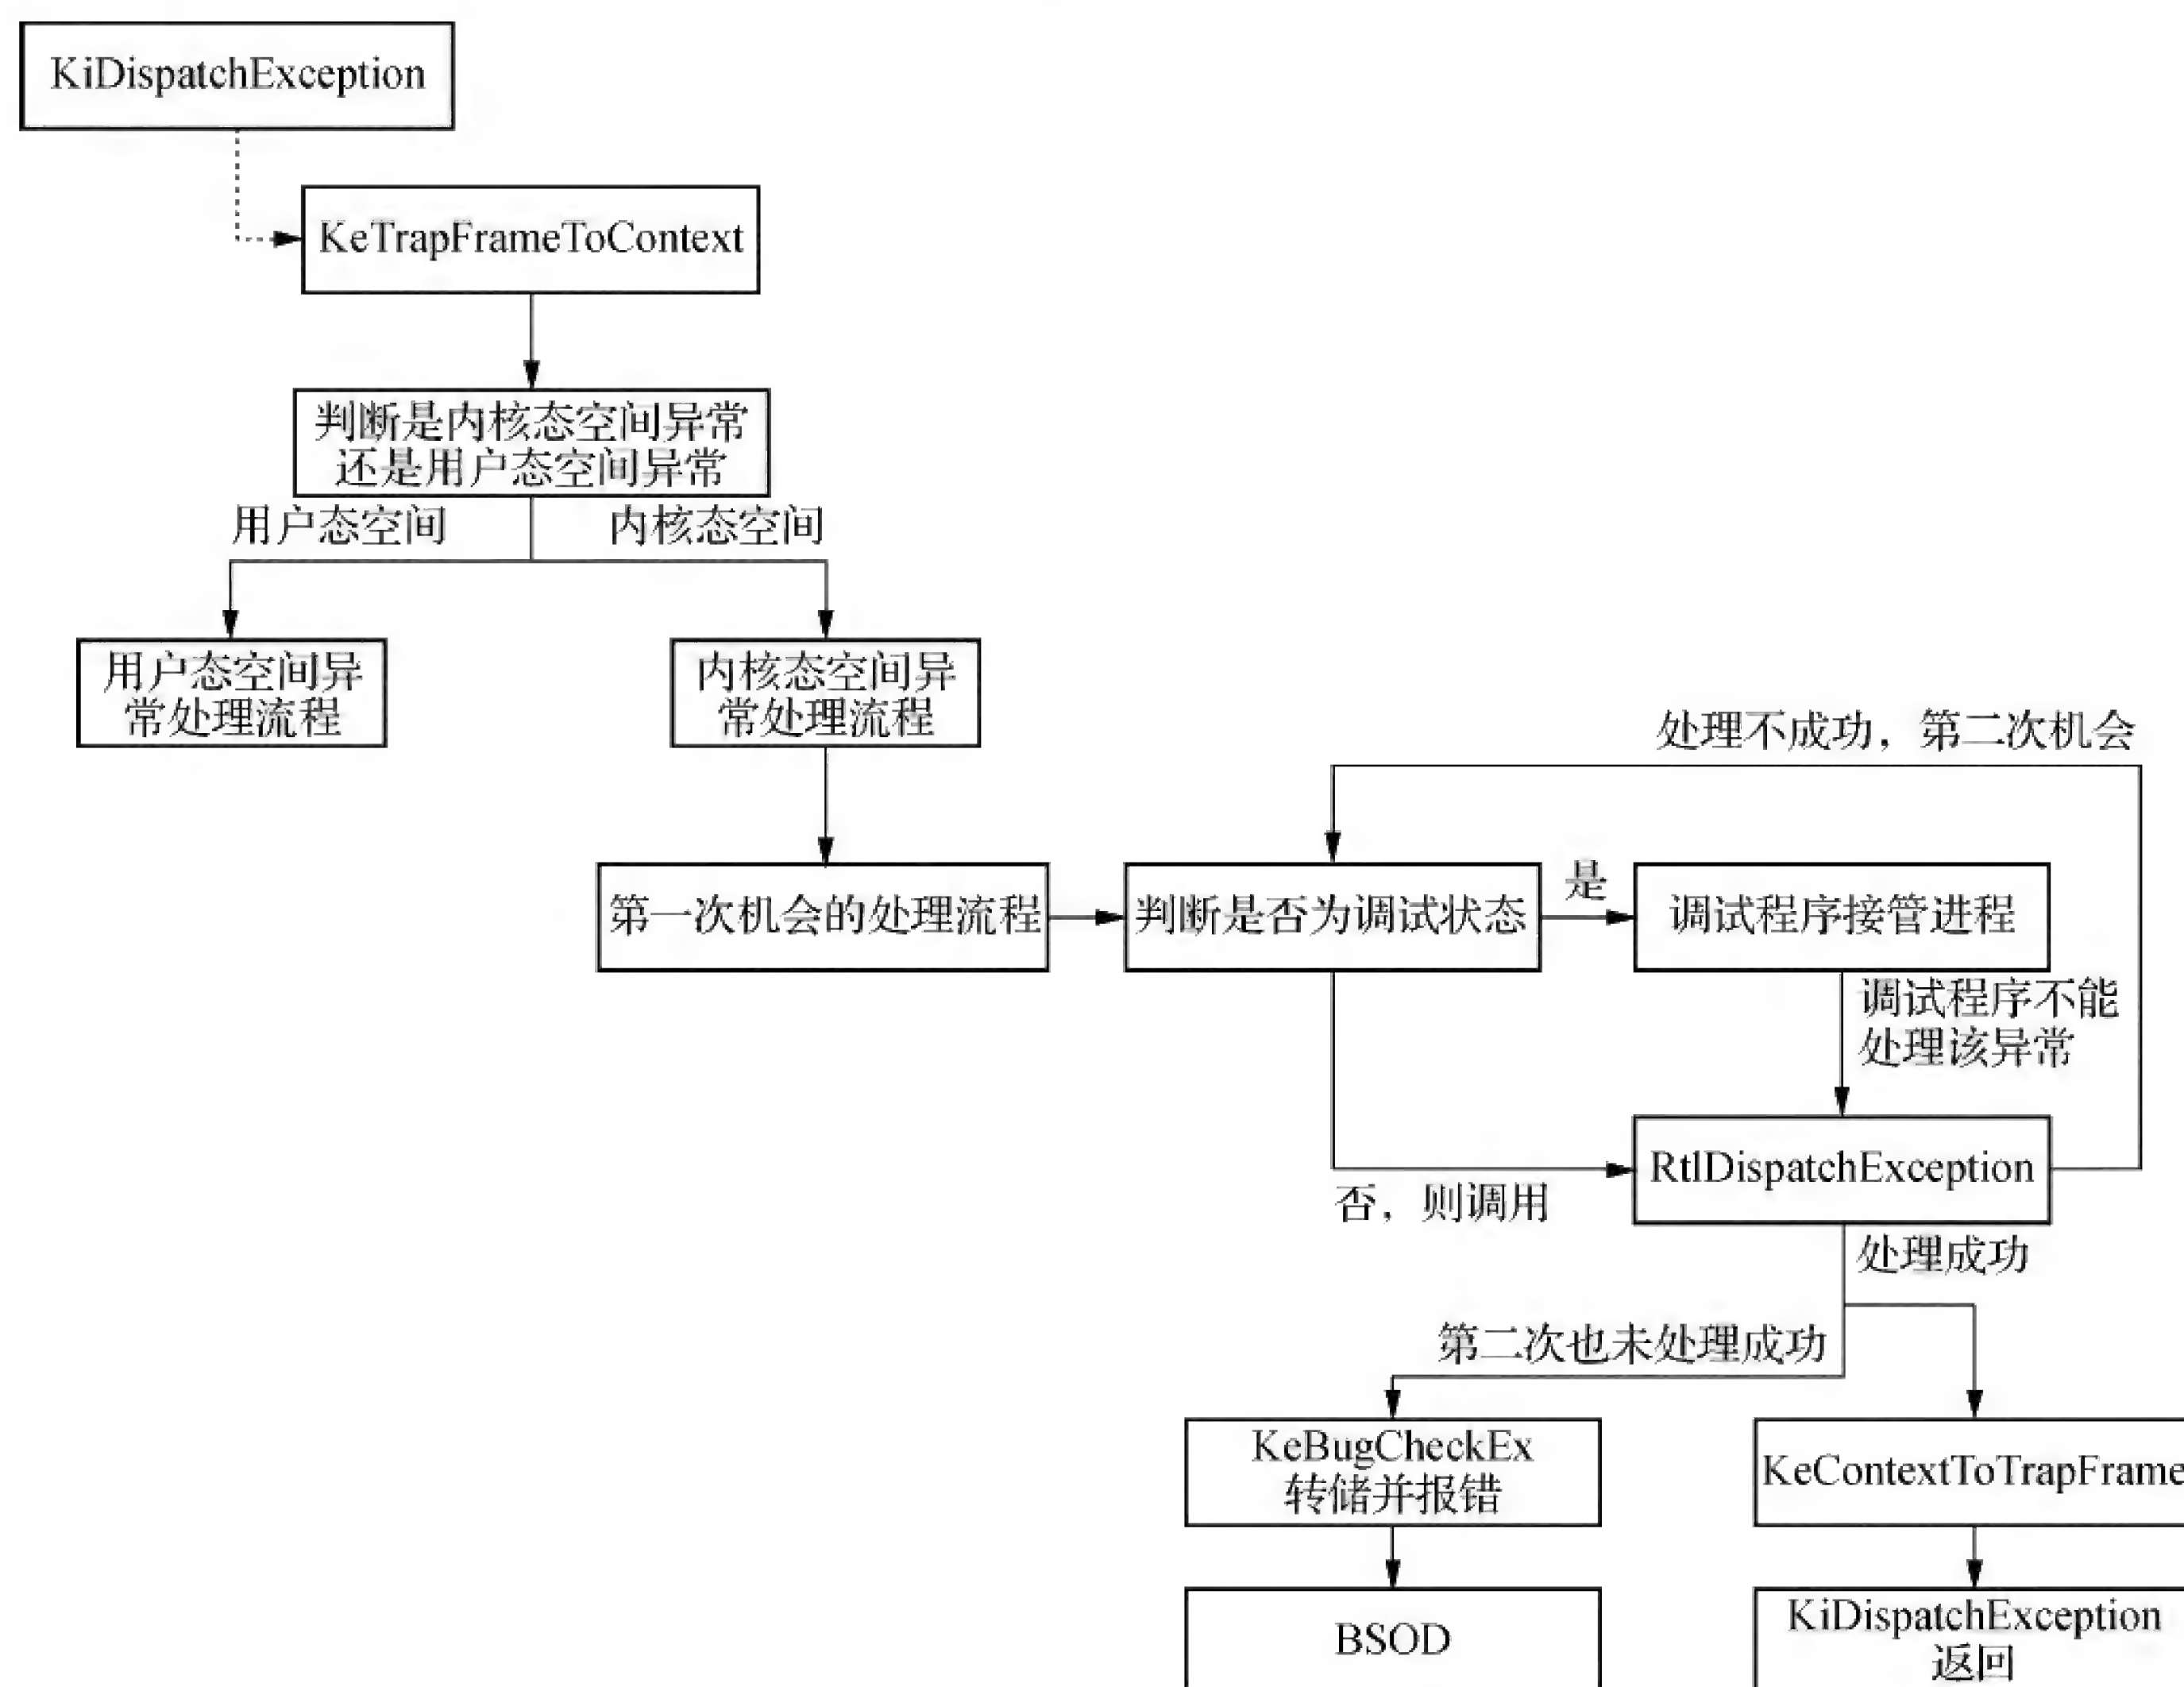 KiDispatchException
KeTrapFrameToContext
判断是内核态空间异常
还是用户态空间异常
用户态空间
内核态空间
用户态空间异
常处理流程
内核态空间异
常处理流程
处理不成功，第二次机会
第一次机会的处理流程
判断是否为调试状态
是
调试程序接管进程
调试程序不能
处理该异常
RtlDispatchException
否，则调用
处理成功
第二次也未处理成功
KeBugCheckEx
转储并报错
KeContextToTrapFrame
BSOD
KiDispatchException
返回